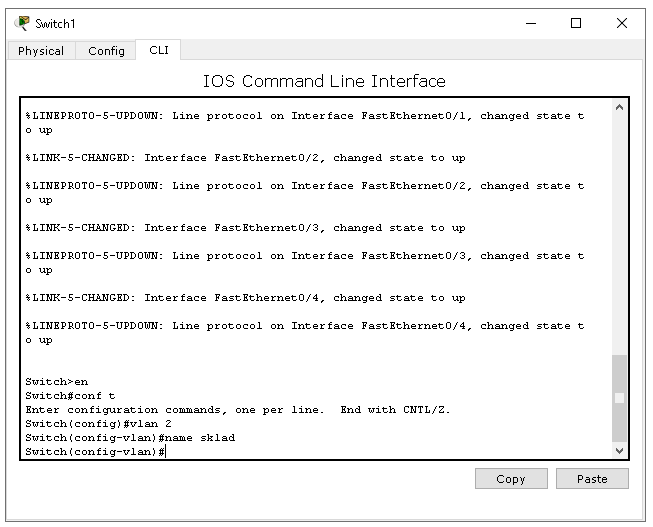 Switch1
Physical Config CLI
IOS Command Line Interface
%LINEPROTO-5-UPDOWN: Line protocol on Interface FastEthernet0/1, changed state t
o up
%LINK-5-CHANGED: Interface FastEthernet0/2, changed state to up
%LINEPROTO-5-UPDOWN: Line protocol on Interface FastEthernet0/2, changed state t
o up
%LINK-5-CHANGED: Interface FastEthernet0/3, changed state to up
%LINEPROTO-5-UPDOWN: Line protocol on Interface FastEthernet0/3, changed state t
o up
%LINK-5-CHANGED: Interface FastEthernet0/4, changed state to up
%LINEPROTO-5-UPDOWN: Line protocol on Interface FastEthernet0/4, changed state t
o up
Switch>en
Switch#conf t
Enter configuration commands, one per line.  End with CNTL/Z.
Switch(config)#vlan 2
Switch(config-vlan)#name sklad
Switch(config-vlan)#
Copy Paste